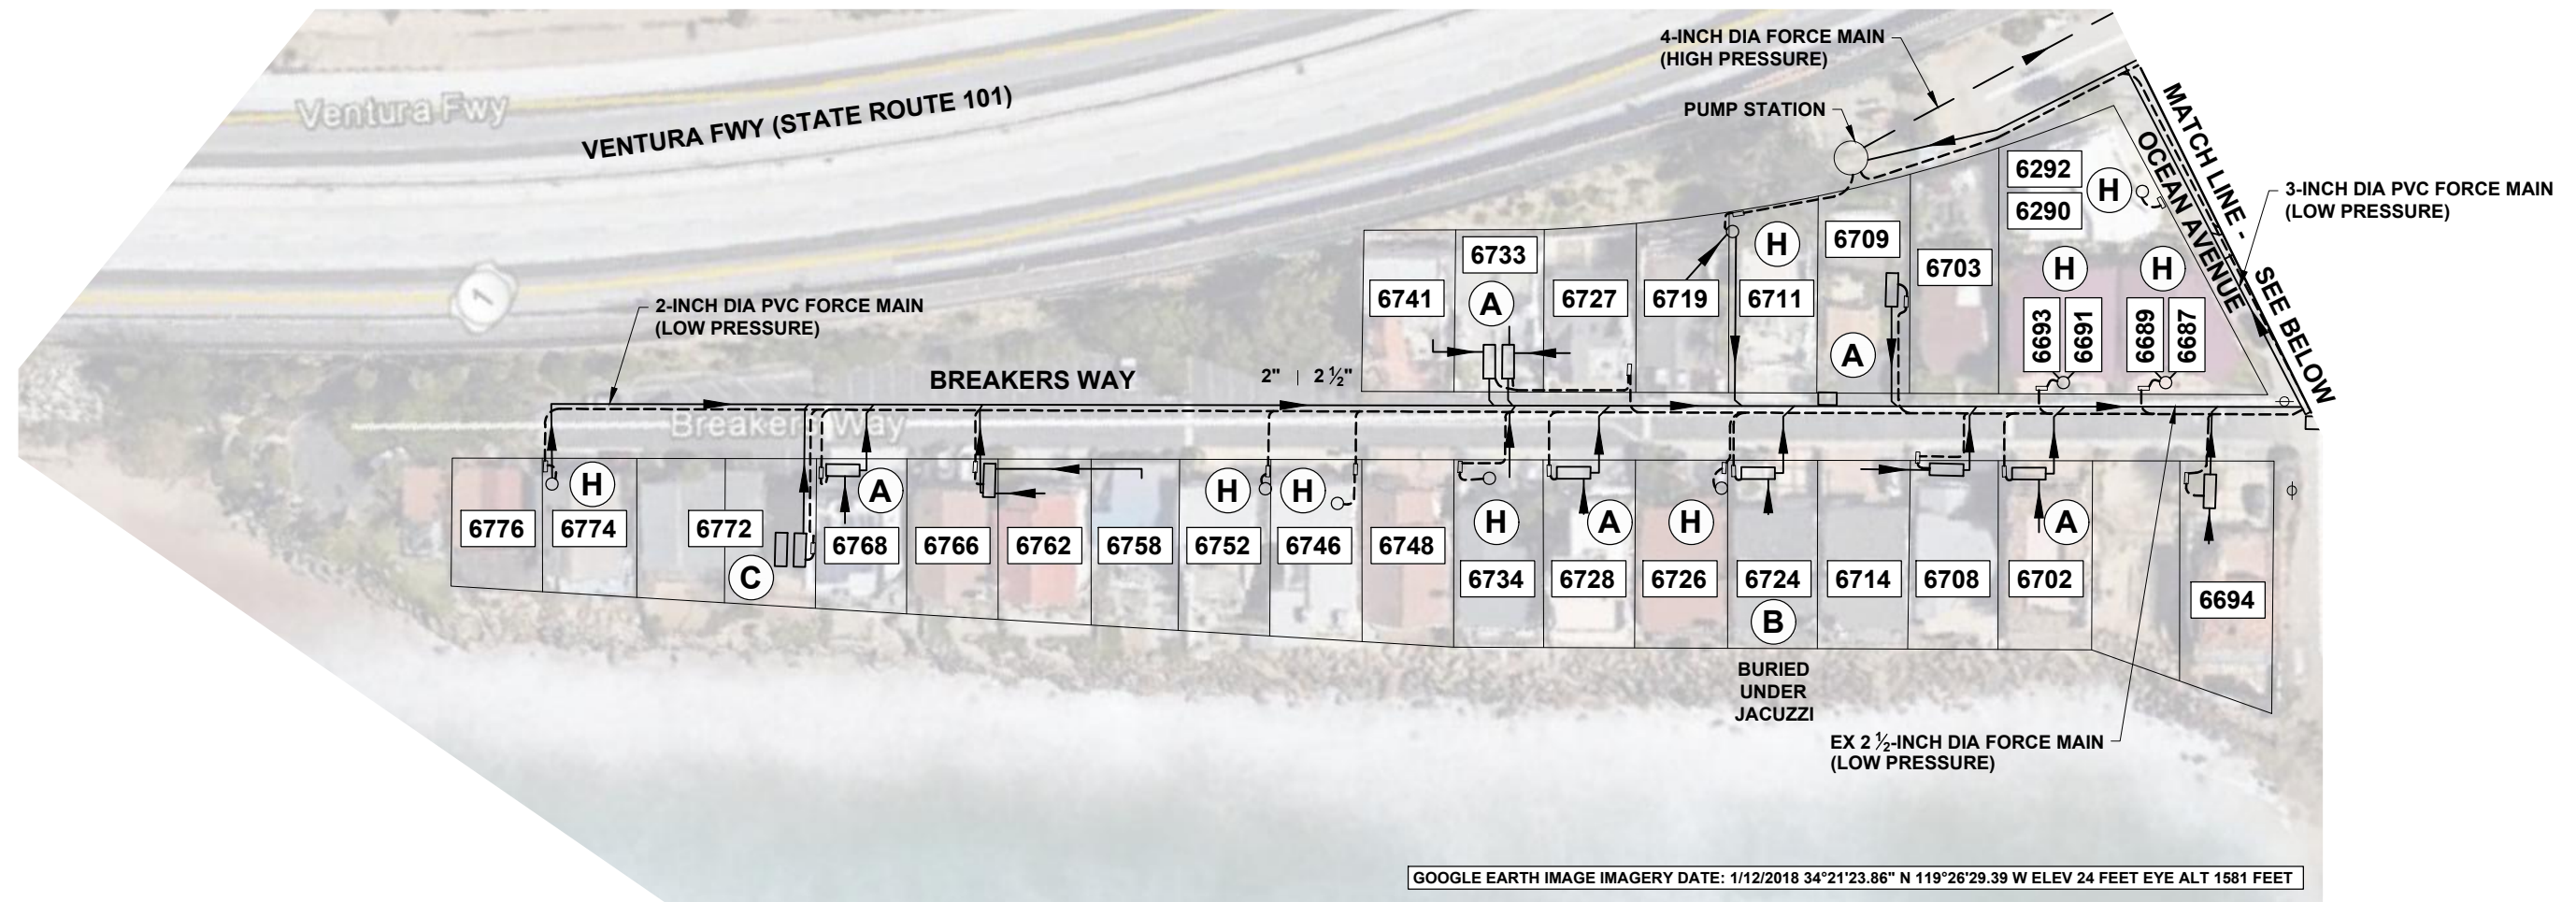 4-INCH DIA FORCE MAIN
(HIGH PRESSURE)
Ventura Fwy
VENTURA FWY (STATE ROUTE 101)
PUMP STATION
MATCH LINE - SEE BELOW
OCEAN AVENUE
6292
H
6290
3-INCH DIA PVC FORCE MAIN
(LOW PRESSURE)
1
2-INCH DIA PVC FORCE MAIN
(LOW PRESSURE)
6733
A
6741
6727
6719
H
6711
6709
A
6703
H
6693
6691
H
6689
6687
BREAKERS WAY
2" | 2 ½"
Breakers Way
6776
H
6774
6772
C
A
6768
6766
6762
6758
H
6752
H
6746
6748
H
6734
A
6728
H
6726
6724
B
6714
6708
A
6702
6694
BURIED
UNDER
JACUZZI
EX 2 ½-INCH DIA FORCE MAIN
(LOW PRESSURE)
GOOGLE EARTH IMAGE IMAGERY DATE: 1/12/2018 34°21'23.86" N 119°26'29.39 W ELEV 24 FEET EYE ALT 1581 FEET